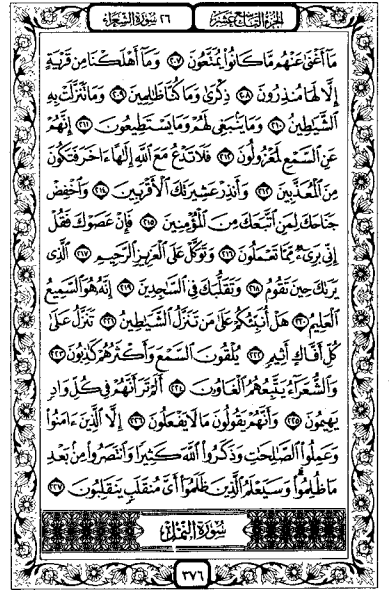 الجزء التاسع عشر
٢٦ سورة الشعراء
مَآ أَغْنَىٰ عَنْهُم مَّا كَانُوا۟ يُمَتَّعُونَ ٢٠٧ وَمَآ أَهْلَكْنَا مِن قَرْيَةٍ
إِلَّا لَهَا مُنذِرُونَ ٢٠٨ ذِكْرَىٰ وَمَا كُنَّا ظَٰلِمِينَ ٢٠٩ وَمَا تَنَزَّلَتْ بِهِ
ٱلشَّيَٰطِينُ ٢١٠ وَمَا يَنۢبَغِى لَهُمْ وَمَا يَسْتَطِيعُونَ ٢١١ إِنَّهُمْ
عَنِ ٱلسَّمْعِ لَمَعْزُولُونَ ٢١٢ فَلَا تَدْعُ مَعَ ٱللَّهِ إِلَٰهًا ءَاخَرَ فَتَكُونَ
مِنَ ٱلْمُعَذَّبِينَ ٢١٣ وَأَنذِرْ عَشِيرَتَكَ ٱلْأَقْرَبِينَ ٢١٤ وَٱخْفِضْ
جَنَاحَكَ لِمَنِ ٱتَّبَعَكَ مِنَ ٱلْمُؤْمِنِينَ ٢١٥ فَإِنْ عَصَوْكَ فَقُلْ
إِنِّى بَرِىٓءٌ مِّمَّا تَعْمَلُونَ ٢١٦ وَتَوَكَّلْ عَلَى ٱلْعَزِيزِ ٱلرَّحِيمِ ٢١٧ ٱلَّذِى
يَرَىٰكَ حِينَ تَقُومُ ٢١٨ وَتَقَلُّبَكَ فِى ٱلسَّٰجِدِينَ ٢١٩ إِنَّهُۥ هُوَ ٱلسَّمِيعُ
ٱلْعَلِيمُ ٢٢٠ هَلْ أُنَبِّئُكُمْ عَلَىٰ مَن تَنَزَّلُ ٱلشَّيَٰطِينُ ٢٢١ تَنَزَّلُ عَلَىٰ
كُلِّ أَفَّاكٍ أَثِيمٍ ٢٢٢ يُلْقُونَ ٱلسَّمْعَ وَأَكْثَرُهُمْ كَٰذِبُونَ ٢٢٣
وَٱلشُّعَرَآءُ يَتَّبِعُهُمُ ٱلْغَاوُۥنَ ٢٢٤ أَلَمْ تَرَ أَنَّهُمْ فِى كُلِّ وَادٍ
يَهِيمُونَ ٢٢٥ وَأَنَّهُمْ يَقُولُونَ مَا لَا يَفْعَلُونَ ٢٢٦ إِلَّا ٱلَّذِينَ ءَامَنُوا۟
وَعَمِلُوا۟ ٱلصَّٰلِحَٰتِ وَذَكَرُوا۟ ٱللَّهَ كَثِيرًا وَٱنتَصَرُوا۟ مِنۢ بَعْدِ
مَا ظُلِمُوا۟ وَسَيَعْلَمُ ٱلَّذِينَ ظَلَمُوٓا۟ أَىَّ مُنقَلَبٍ يَنقَلِبُونَ ٢٢٧
سورة النمل
٣٧٦